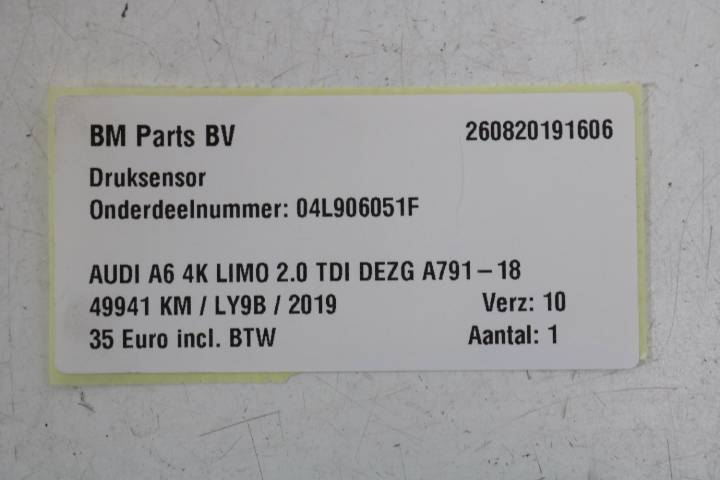 BM Parts BV 260820191606
Druksensor
Onderdeelnummer: 04L906051F
AUDI A6 4K LIMO 2.0 TDI DEZG A791-18
49941 KM / LY9B / 2019 Verz: 10
35 Euro incl. BTW Aantal: 1